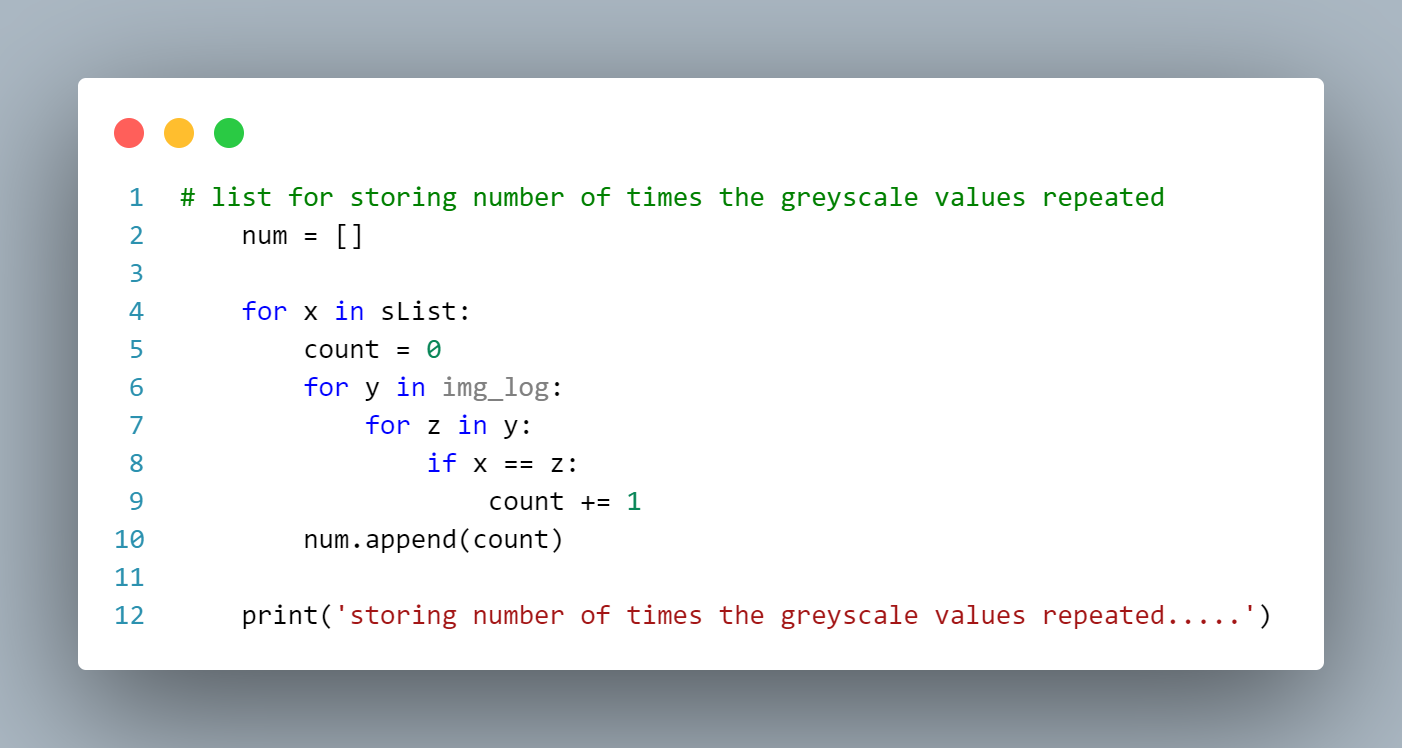 1 # list for storing number of times the greyscale values repeated
2     num = []
3
4     for x in sList:
5         count = 0
6         for y in img_log:
7             for z in y:
8                 if x == z:
9                     count += 1
10         num.append(count)
11
12     print('storing number of times the greyscale values repeated.....')